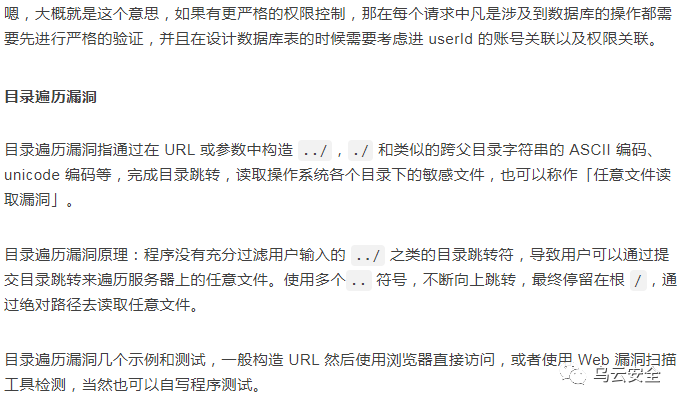 嗯，大概就是这个意思，如果有更严格的权限控制，那在每个请求中凡是涉及到数据库的操作都需
要先进行严格的验证，并且在设计数据库表的时候需要考虑进 userId 的账号关联以及权限关联。
目录遍历漏洞
目录遍历漏洞指通过在 URL 或参数中构造 ../，./ 和类似的跨父目录字符串的 ASCII 编码、
unicode 编码等，完成目录跳转，读取操作系统各个目录下的敏感文件，也可以称作「任意文件读
取漏洞」。
目录遍历漏洞原理：程序没有充分过滤用户输入的 ../ 之类的目录跳转符，导致用户可以通过提
交目录跳转来遍历服务器上的任意文件。使用多个.. 符号，不断向上跳转，最终停留在根 /，通
过绝对路径去读取任意文件。
目录遍历漏洞几个示例和测试，一般构造 URL 然后使用浏览器直接访问，或者使用 Web 漏洞扫描
工具检测，当然也可以自写程序测试。
乌云安全